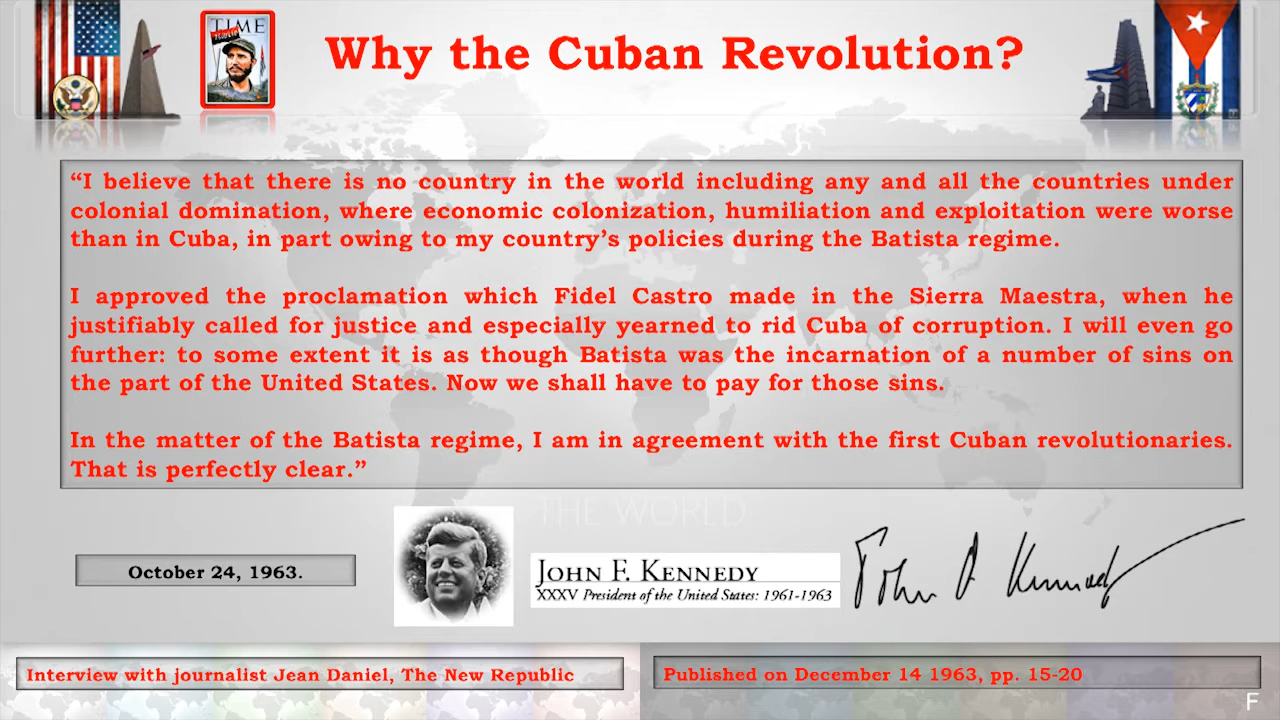 TIME
Why the Cuban Revolution?
“I believe that there is no country in the world including any and all the countries under
colonial domination, where economic colonization, humiliation and exploitation were worse
than in Cuba, in part owing to my country’s policies during the Batista regime.
I approved the proclamation which Fidel Castro made in the Sierra Maestra, when he
justifiably called for justice and especially yearned to rid Cuba of corruption. I will even go
further: to some extent it is as though Batista was the incarnation of a number of sins on
the part of the United States. Now we shall have to pay for those sins.
In the matter of the Batista regime, I am in agreement with the first Cuban revolutionaries.
That is perfectly clear.”
THE WORLD
October 24, 1963.
JOHN F. KENNEDY
XXXV President of the United States: 1961-1963
John F. Kennedy
Interview with journalist Jean Daniel, The New Republic
Published on December 14 1963, pp. 15-20
F